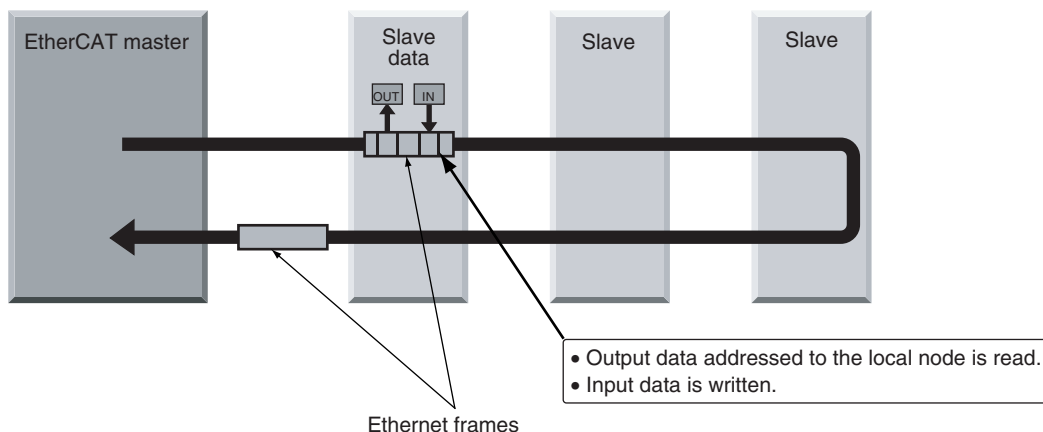 EtherCAT master
Slave
data
Slave
Slave
OUT
IN
• Output data addressed to the local node is read.
• Input data is written.
Ethernet frames